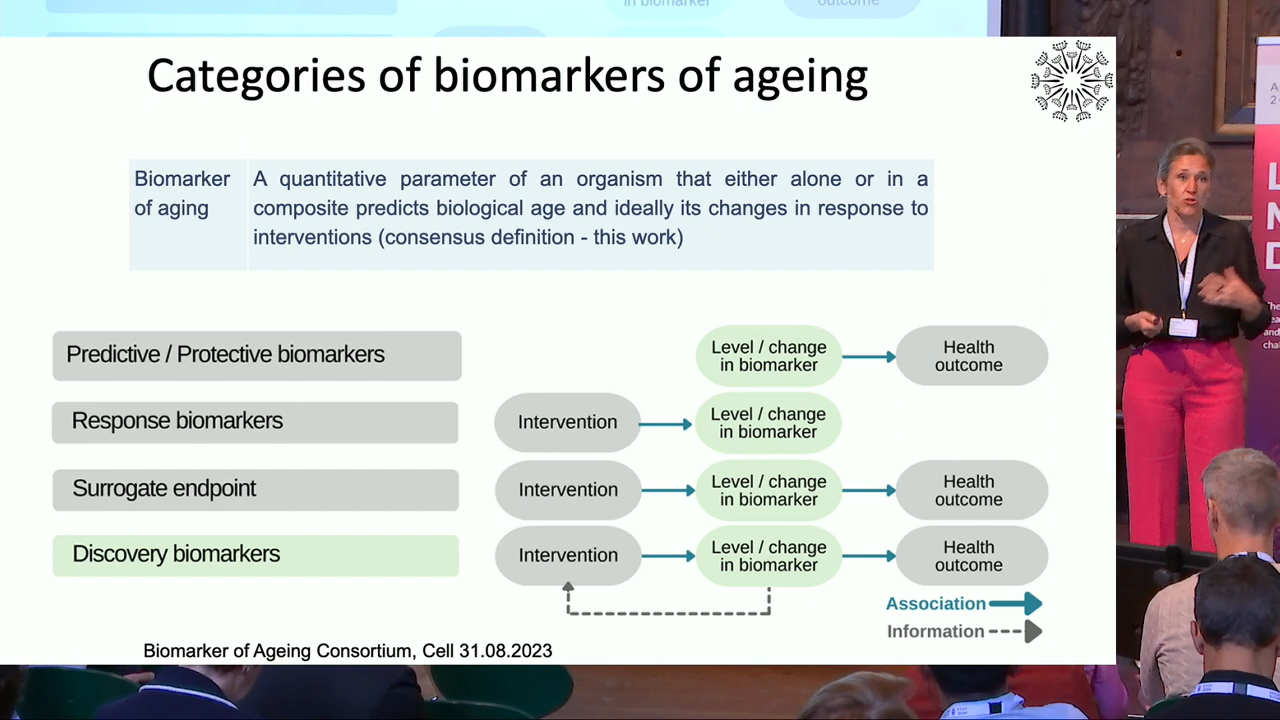 in biomarker
outcome
Categories of biomarkers of ageing
Biomarker
of aging
A quantitative parameter of an organism that either alone or in a
composite predicts biological age and ideally its changes in response to
interventions (consensus definition - this work)
Predictive / Protective biomarkers
Level / change
in biomarker
Health
outcome
Response biomarkers
Intervention
Level / change
in biomarker
Surrogate endpoint
Intervention
Level / change
in biomarker
Health
outcome
Discovery biomarkers
Intervention
Level / change
in biomarker
Health
outcome
Association
Information
Biomarker of Ageing Consortium, Cell 31.08.2023